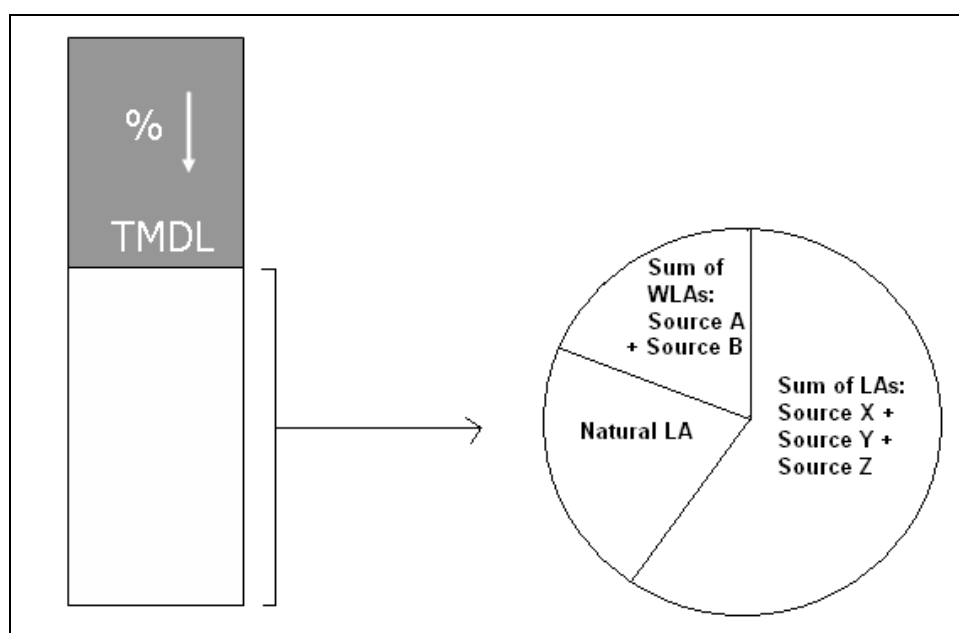 %
TMDL
Sum of
WLAs:
Source A
+ Source B
Natural LA
Sum of LAs:
Source X +
Source Y +
Source Z